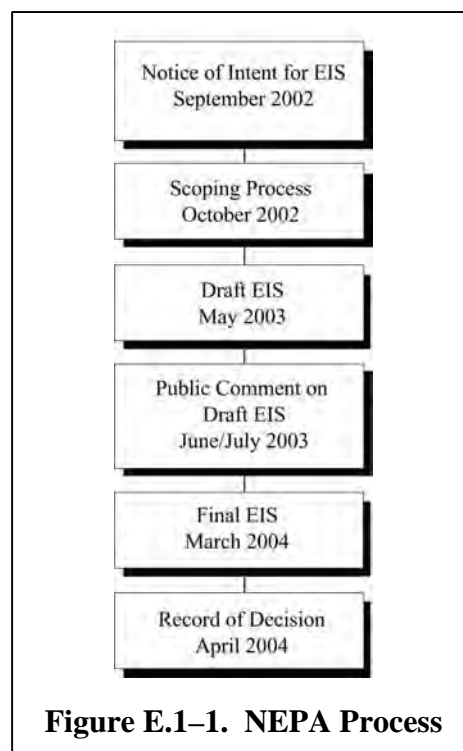 Notice of Intent for EIS
September 2002
Scoping Process
October 2002
Draft EIS
May 2003
Public Comment on
Draft EIS
June/July 2003
Final EIS
March 2004
Record of Decision
April 2004
Figure E.1–1. NEPA Process